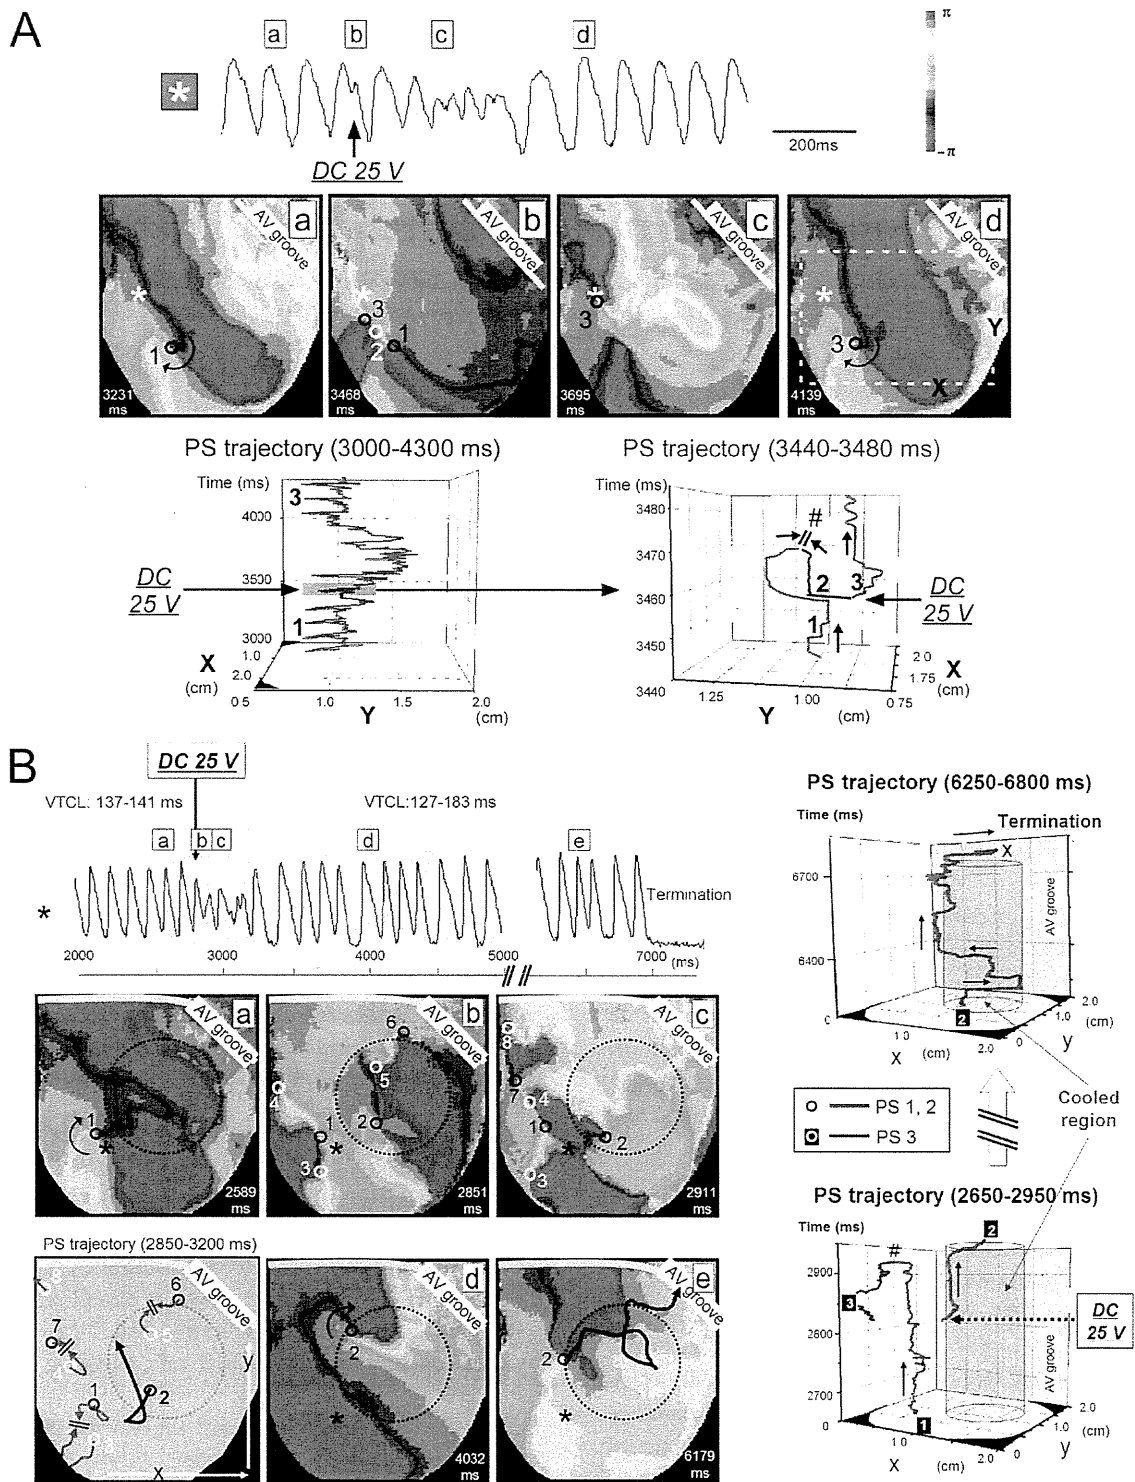 A
a b c d
π
-π
*
DC 25 V
200ms
AV groove a
1
3231
ms
AV groove b
3
2
1
3468
ms
AV groove c
*
3
3695
ms
AV groove d
*
3
Y
X
4139
ms
PS trajectory (3000-4300 ms)
Time (ms)
3
4000
DC
25 V
3500
1
3000
X
(cm)
1.0
2.0
0.5 1.0 1.5 2.0
Y
(cm)
PS trajectory (3440-3480 ms)
Time (ms)
3480
#
3470
2 3
3460
DC
25 V
1
3450
3440
2.0
1.75
X
(cm)
1.25 1.00 0.75
Y (cm)
B
DC 25 V
VTCL: 137-141 ms
VTCL:127-183 ms
a b c d e
*
Termination
2000 3000 4000 5000 7000 (ms)
AV groove a
1
*
2589
ms
AV groove b
6
5
4
2
1
*
3
2851
ms
AV groove c
8
7
4
1
2
*
3
2911
ms
PS trajectory (2850-3200 ms)
AV groove
6
7
1
2
y
x
AV groove d
2
*
4032
ms
AV groove e
2
*
6179
ms
PS trajectory (6250-6800 ms)
Time (ms)
Termination
x
6700
AV groove
6400
2
0
1.0
2.0
x (cm)
0
1.0
2.0
y (cm)
PS 1, 2
PS 3
Cooled
region
PS trajectory (2650-2950 ms)
Time (ms)
2
#
2900
3
DC
25 V
2800
AV groove
2700
0
1
1.0
2.0
x (cm)
0
1.0
2.0
y (cm)